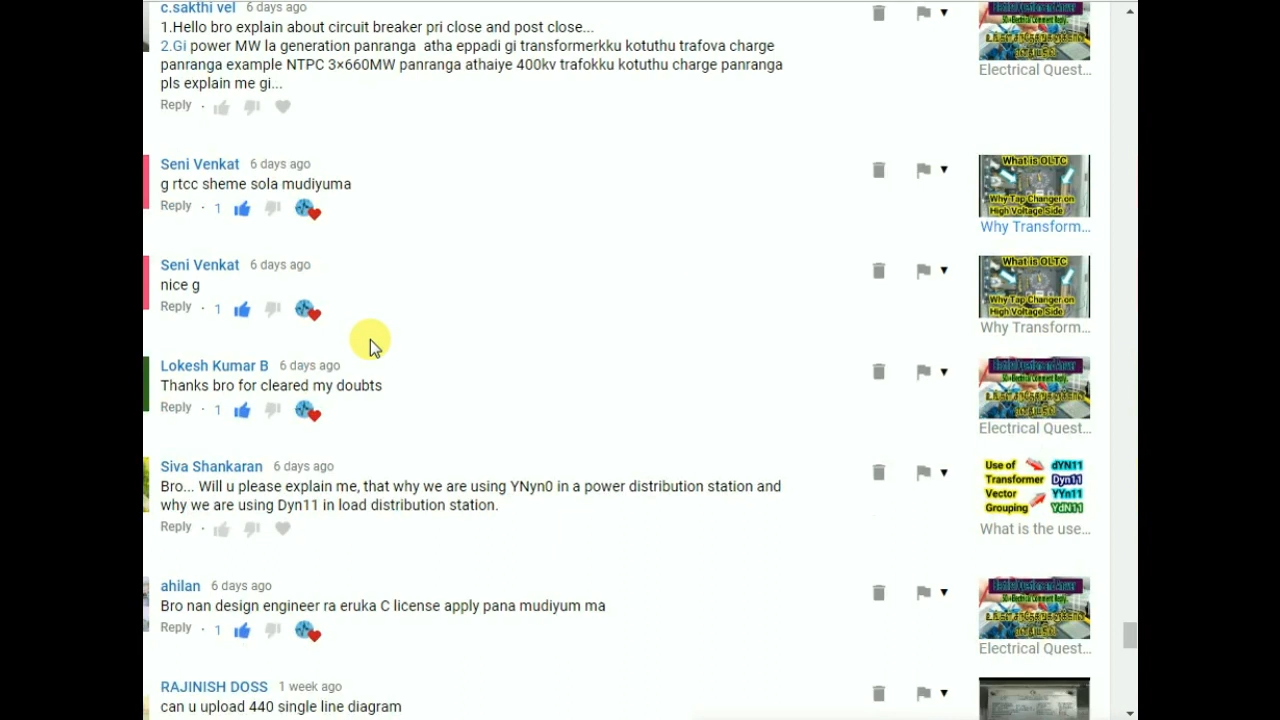 c.sakthi vel 6 days ago
1.Hello bro explain about circuit breaker pri close and post close...
2.Gi power MW la generation panranga atha eppadi gi transformerkku kotuthu trafova charge
panranga example NTPC 3x500MW panranga athaiye 400kv trafokku kotuthu charge panranga
pls explain me gi...
Electrical Quest...
Reply
Seni Venkat 6 days ago
g rtcc sheme sola mudiyuma
Reply · 1
What is OLTC
Why Tap Changer on
High Voltage Side
Why Transform...
Seni Venkat 6 days ago
nice g
Reply · 1
What is OLTC
Why Tap Changer on
High Voltage Side
Why Transform...
Lokesh Kumar B 6 days ago
Thanks bro for cleared my doubts
Reply · 1
Electrical Quest...
Siva Shankaran 6 days ago
Bro... Will u please explain me, that why we are using YNyn0 in a power distribution station and
why we are using Dyn11 in load distribution station.
Reply ·
Use of dYN11
Transformer Dyn11
Vector YYn11
Grouping YdN11
What is the use...
ahilan 6 days ago
Bro nan design engineer ra eruka C license apply pana mudiyum ma
Reply · 1
Electrical Quest...
RAJINISH DOSS 1 week ago
can u upload 440 single line diagram